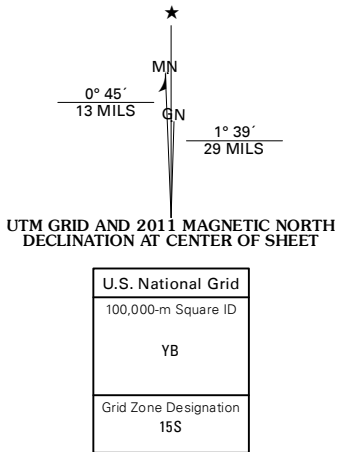 ★
MN
0° 45´
13 MILS
GN
1° 39´
29 MILS
UTM GRID AND 2011 MAGNETIC NORTH
DECLINATION AT CENTER OF SHEET
U.S. National Grid
100,000-m Square ID
YB
Grid Zone Designation
15S